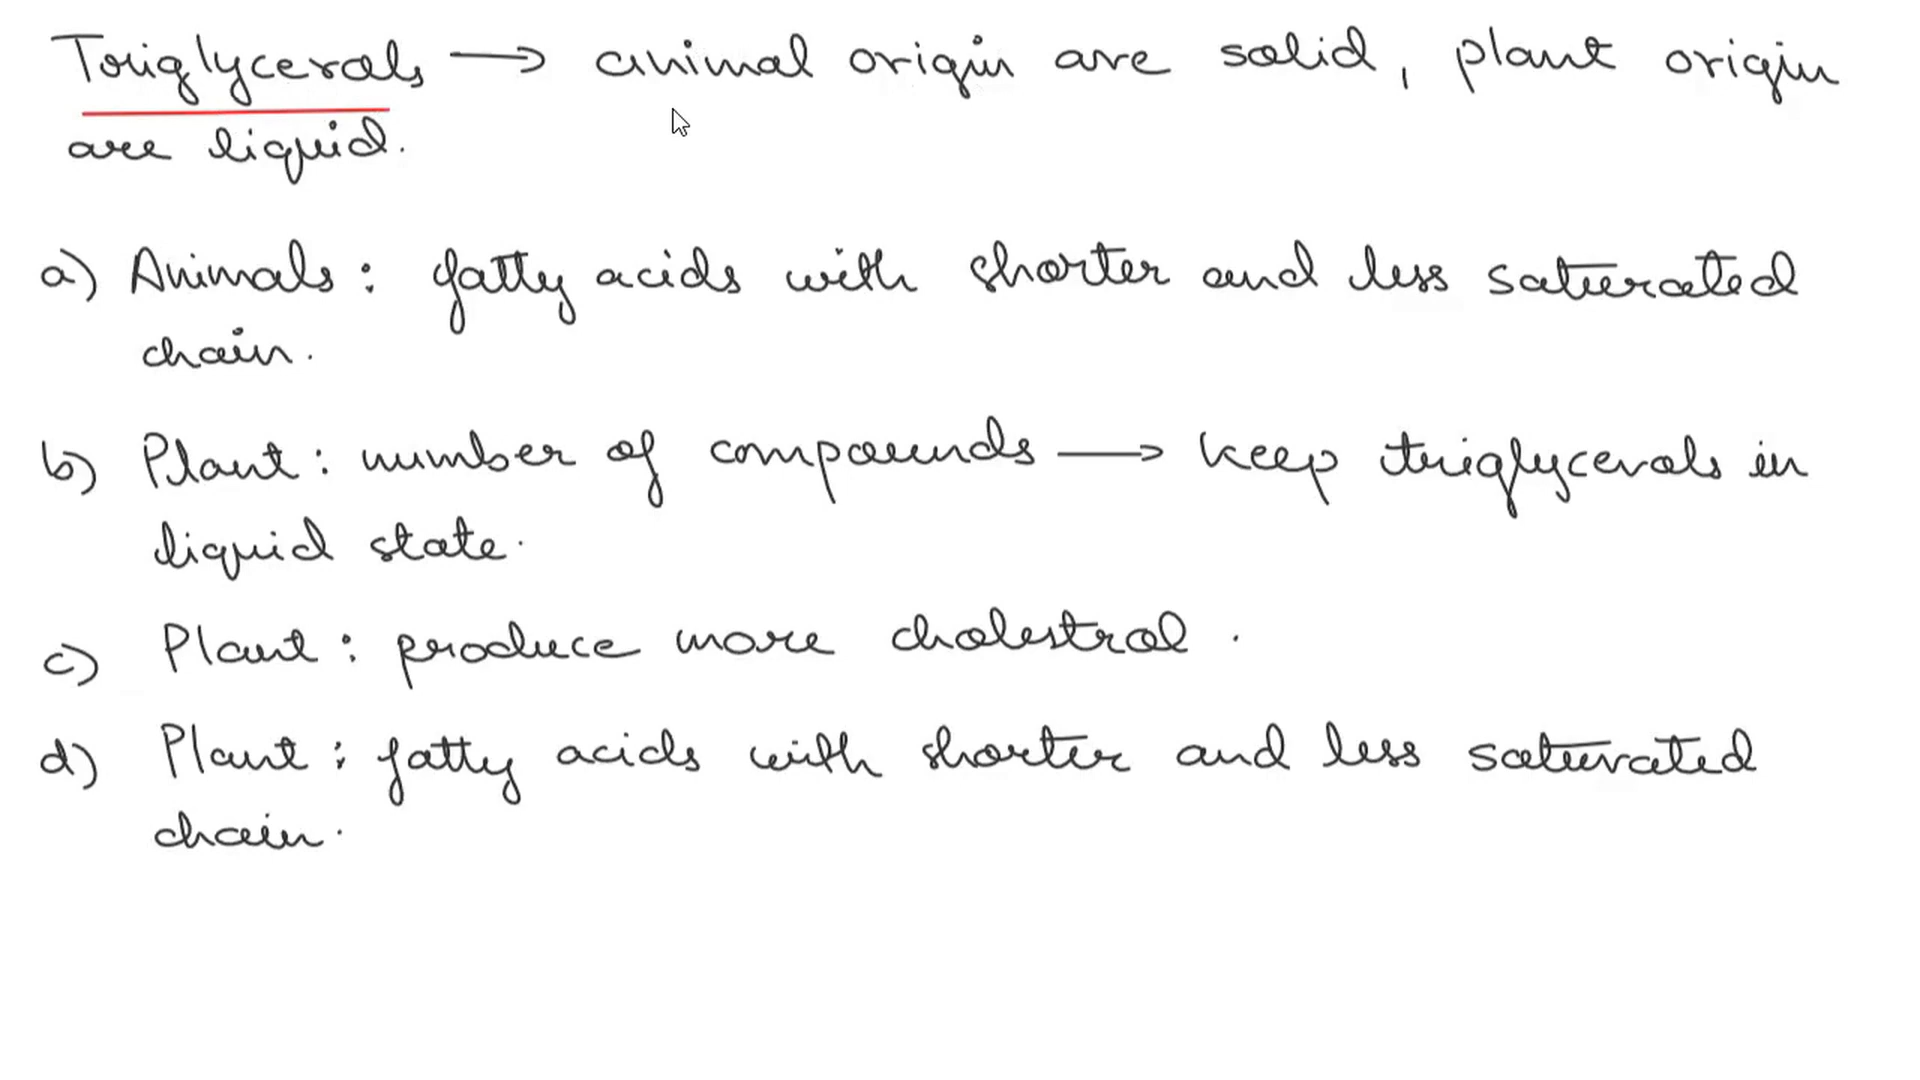 Triglycerols → animal origin are solid, plant origin
are liquid.
a) Animals : fatty acids with shorter and less saturated
chain.
b) Plant : number of compounds → keep triglycerols in
liquid state.
c) Plant : produce more cholestrol .
d) Plant : fatty acids with shorter and less saturated
chain.